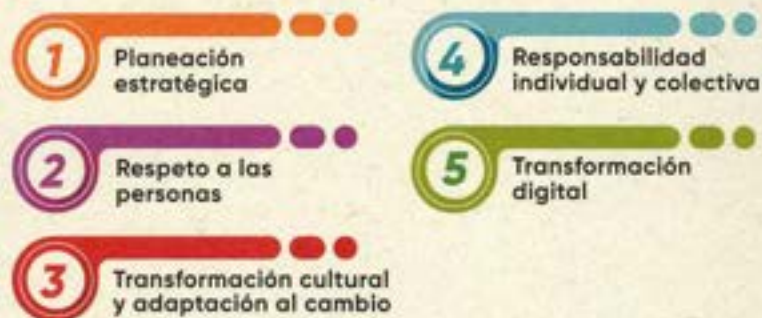 1
Planeación
estratégica
2
Respeto a las
personas
3
Transformación cultural
y adaptación al cambio
4
Responsabilidad
individual y colectiva
5
Transformación
digital